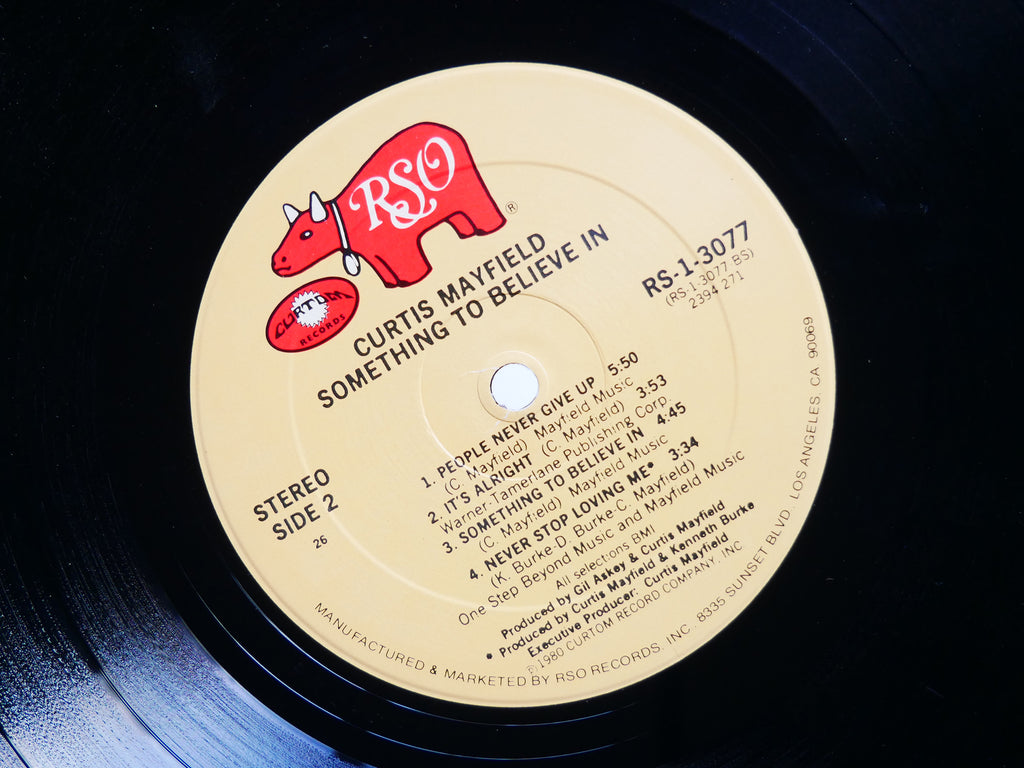 RSO
®
CURTOM
RECORDS
CURTIS MAYFIELD
SOMETHING TO BELIEVE IN
RS-1-3077
(RS-1-3077 BS)
2394 271
STEREO
SIDE 2
26
1. PEOPLE NEVER GIVE UP 5:50
(C. Mayfield) Mayfield Music
2. IT'S ALRIGHT (C. Mayfield) 3:53
Warner-Tamerlane Publishing Corp.
3. SOMETHING TO BELIEVE IN 4:45
(C. Mayfield) Mayfield Music
4. NEVER STOP LOVING ME* 3:34
(K. Burke-D. Burke-C. Mayfield)
One Step Beyond Music and Mayfield Music
All selections BMI
Produced by Gil Askey & Curtis Mayfield
* Produced by Curtis Mayfield & Kenneth Burke
Executive Producer: Curtis Mayfield
℗1980 CURTOM RECORD COMPANY, INC
MANUFACTURED & MARKETED BY RSO RECORDS, INC. 8335 SUNSET BLVD. LOS ANGELES CA 90069